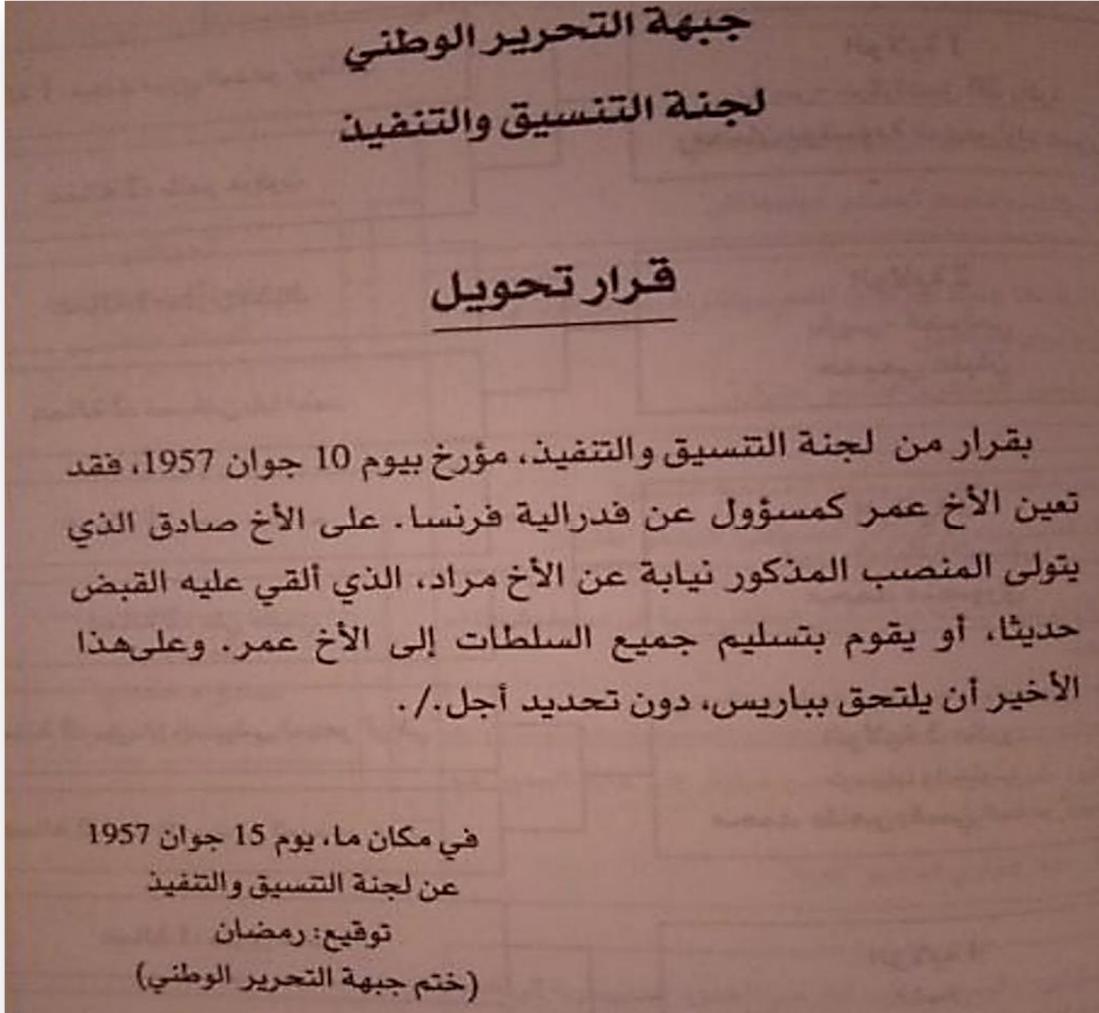 جبهة التحرير الوطني
لجنة التنسيق والتنفيذ
قرار تحويل
بقرار من لجنة التنسيق والتنفيذ، مؤرخ بيوم 10 جوان 1957، فقد
تعين الأخ عمر كمسؤول عن فدرالية فرنسا. على الأخ صادق الذي
يتولى المنصب المذكور نيابة عن الأخ مراد، الذي ألقي عليه القبض
حديثا، أو يقوم بتسليم جميع السلطات إلى الأخ عمر. وعلى هذا
الأخير أن يلتحق بباريس، دون تحديد أجل./.
في مكان ما، يوم 15 جوان 1957
عن لجنة التنسيق والتنفيذ
توقيع: رمضان
(ختم جبهة التحرير الوطني)